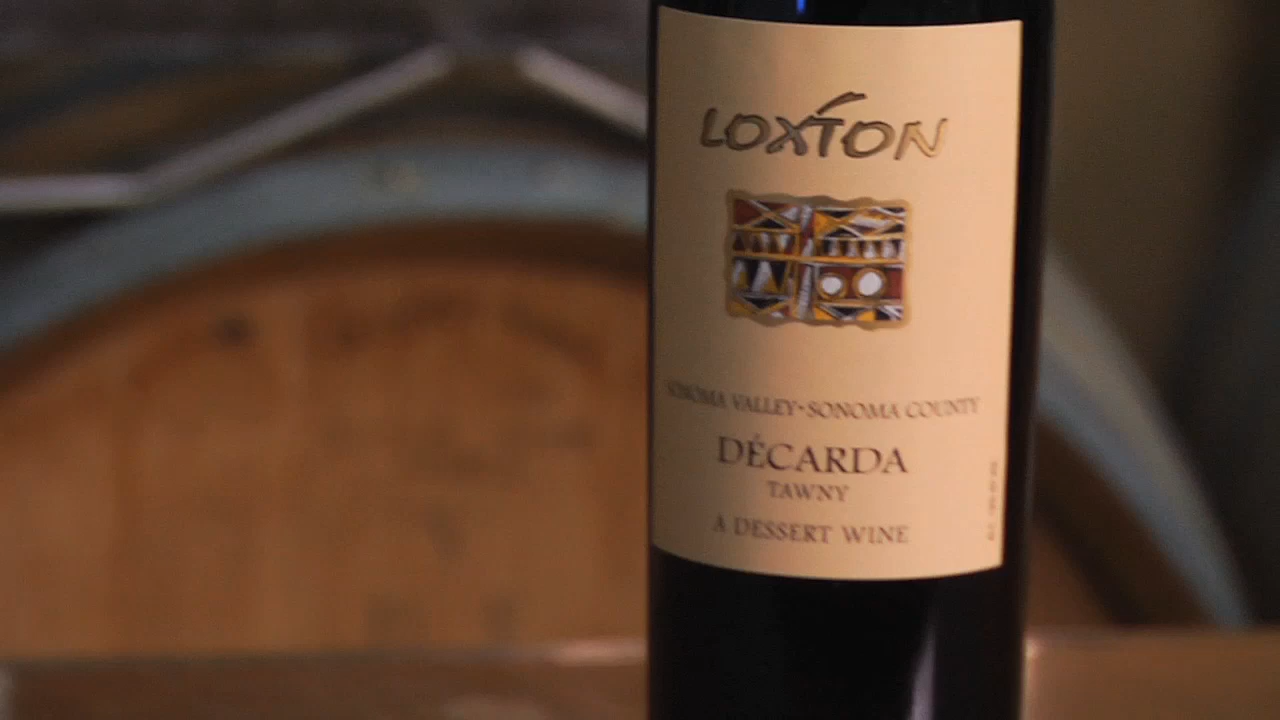 LOXTON
SONOMA VALLEY • SONOMA COUNTY
DÉCARDA
TAWNY
A DESSERT WINE